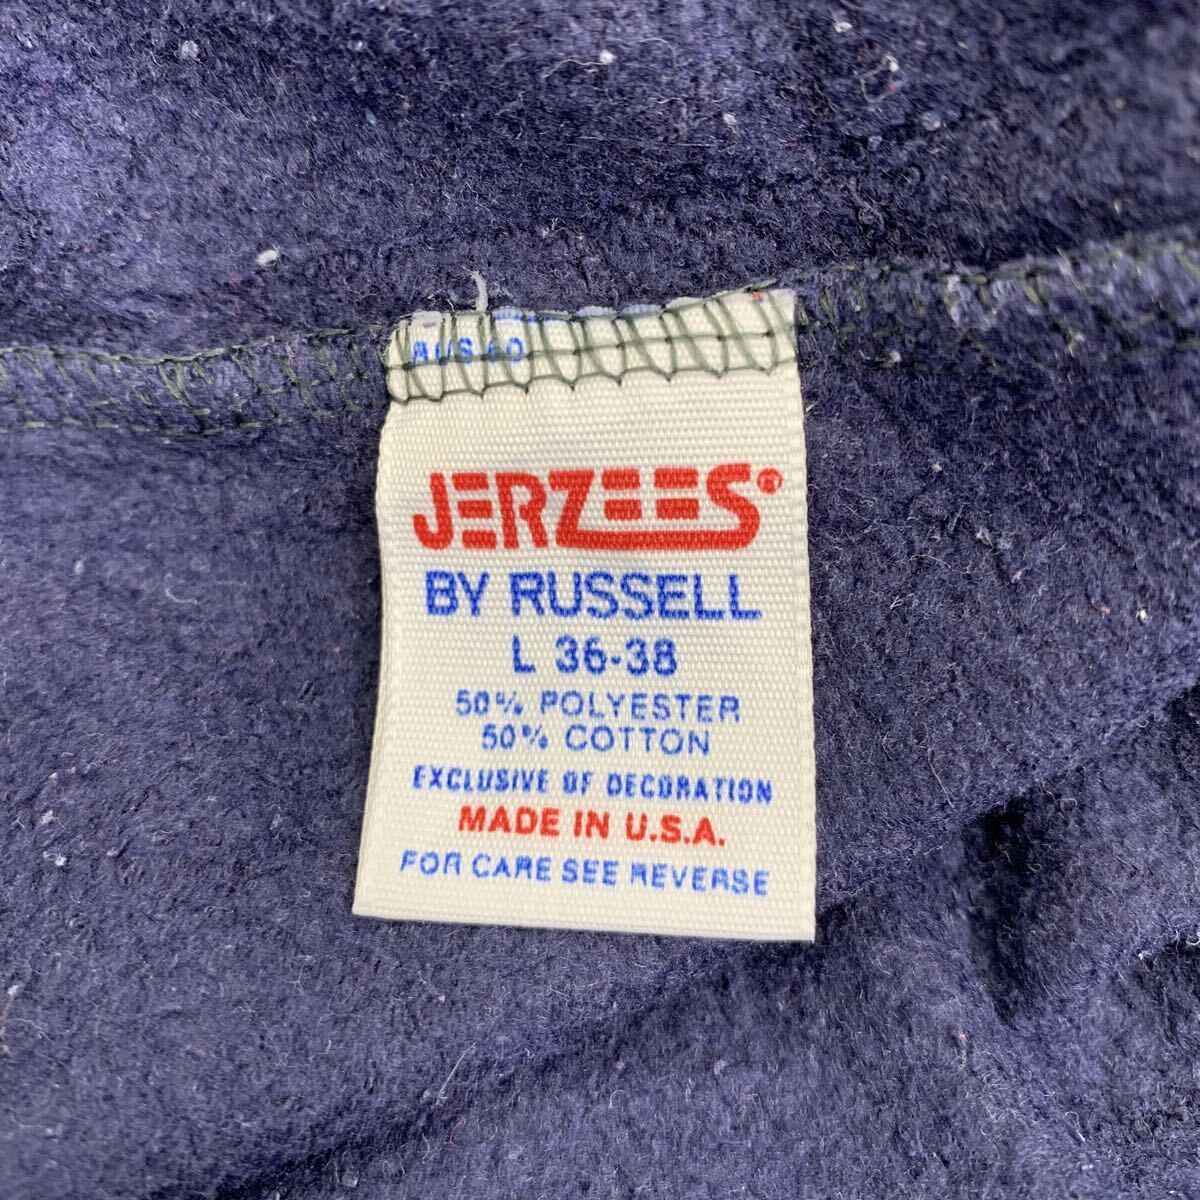 JERZEES®
BY RUSSELL
L 36-38
50% POLYESTER
50% COTTON
EXCLUSIVE OF DECORATION
MADE IN U.S.A.
FOR CARE SEE REVERSE